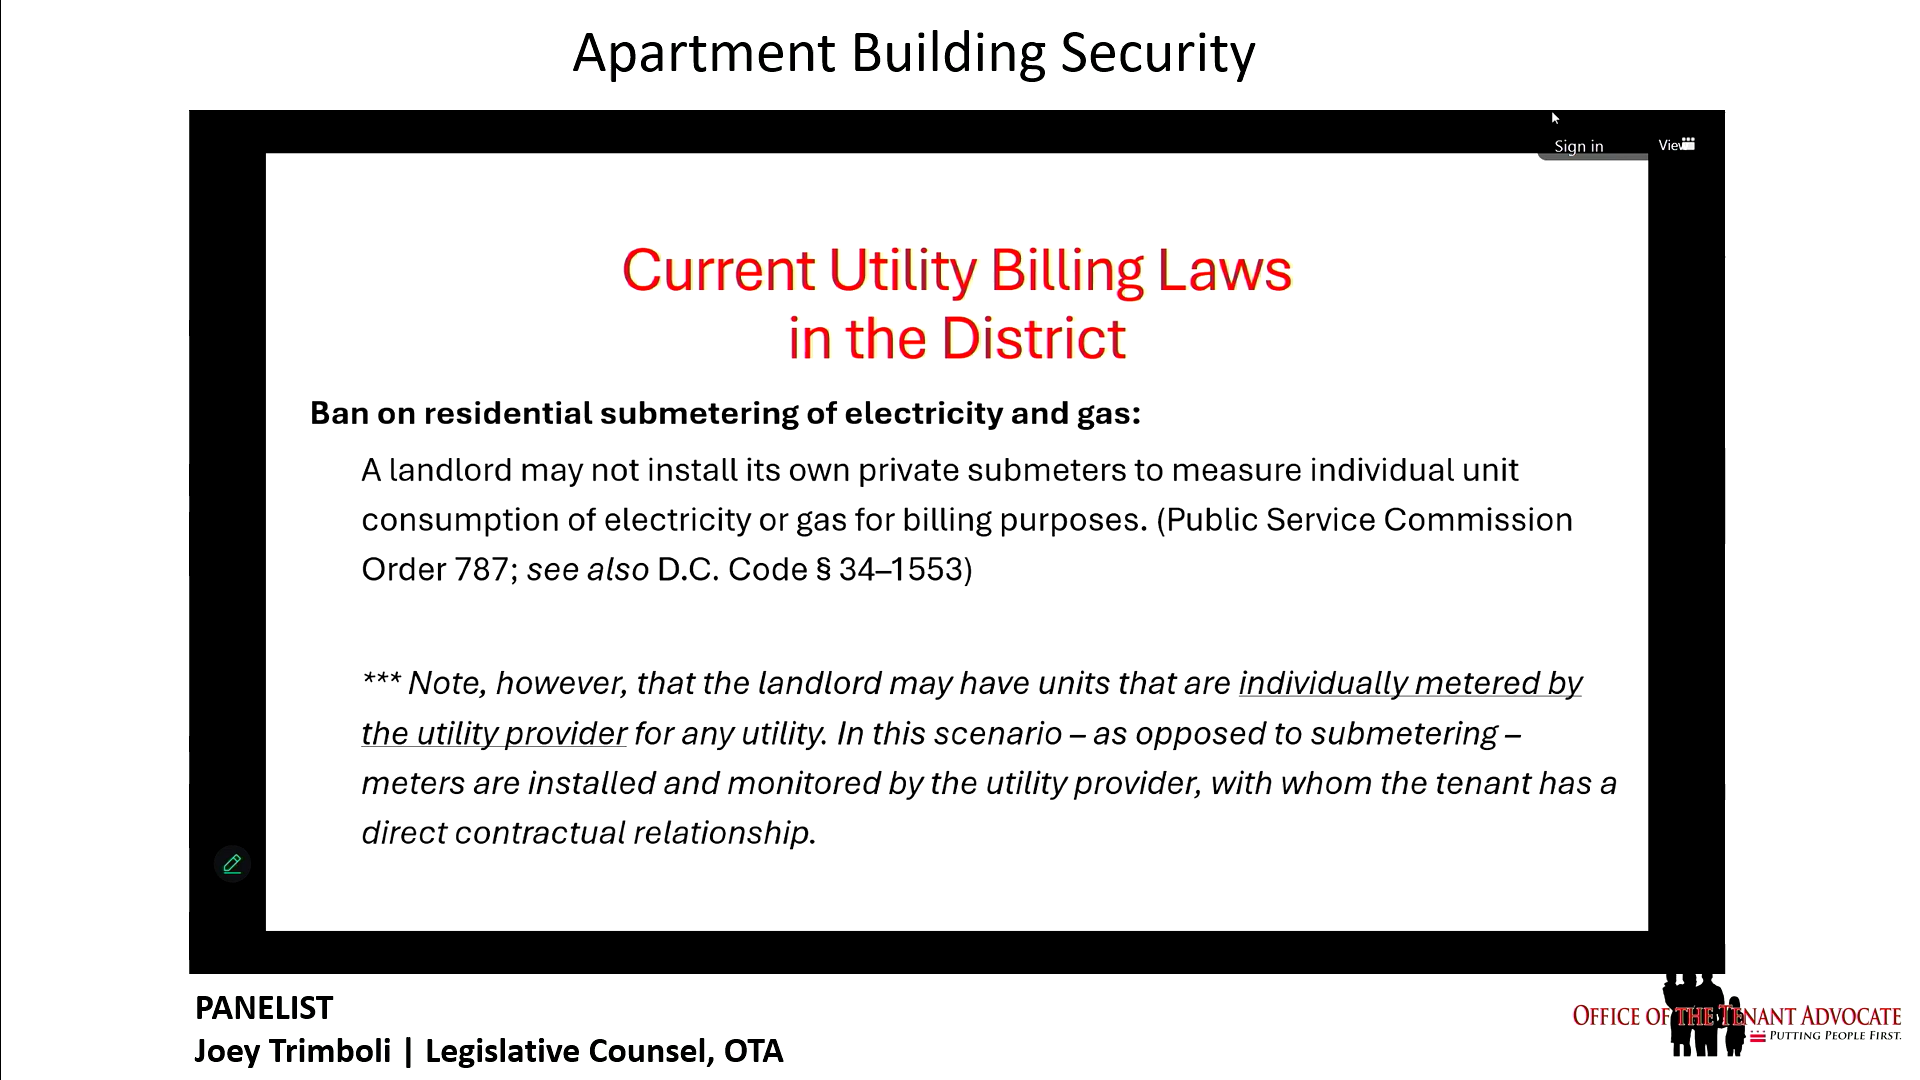 Apartment Building Security
Sign in
View
Current Utility Billing Laws
in the District
Ban on residential submetering of electricity and gas:
A landlord may not install its own private submeters to measure individual unit
consumption of electricity or gas for billing purposes. (Public Service Commission
Order 787; see also D.C. Code § 34–1553)
*** Note, however, that the landlord may have units that are individually metered by
the utility provider for any utility. In this scenario – as opposed to submetering –
meters are installed and monitored by the utility provider, with whom the tenant has a
direct contractual relationship.
PANELIST
Joey Trimboli | Legislative Counsel, OTA
OFFICE OF THE TENANT ADVOCATE
PUTTING PEOPLE FIRST.